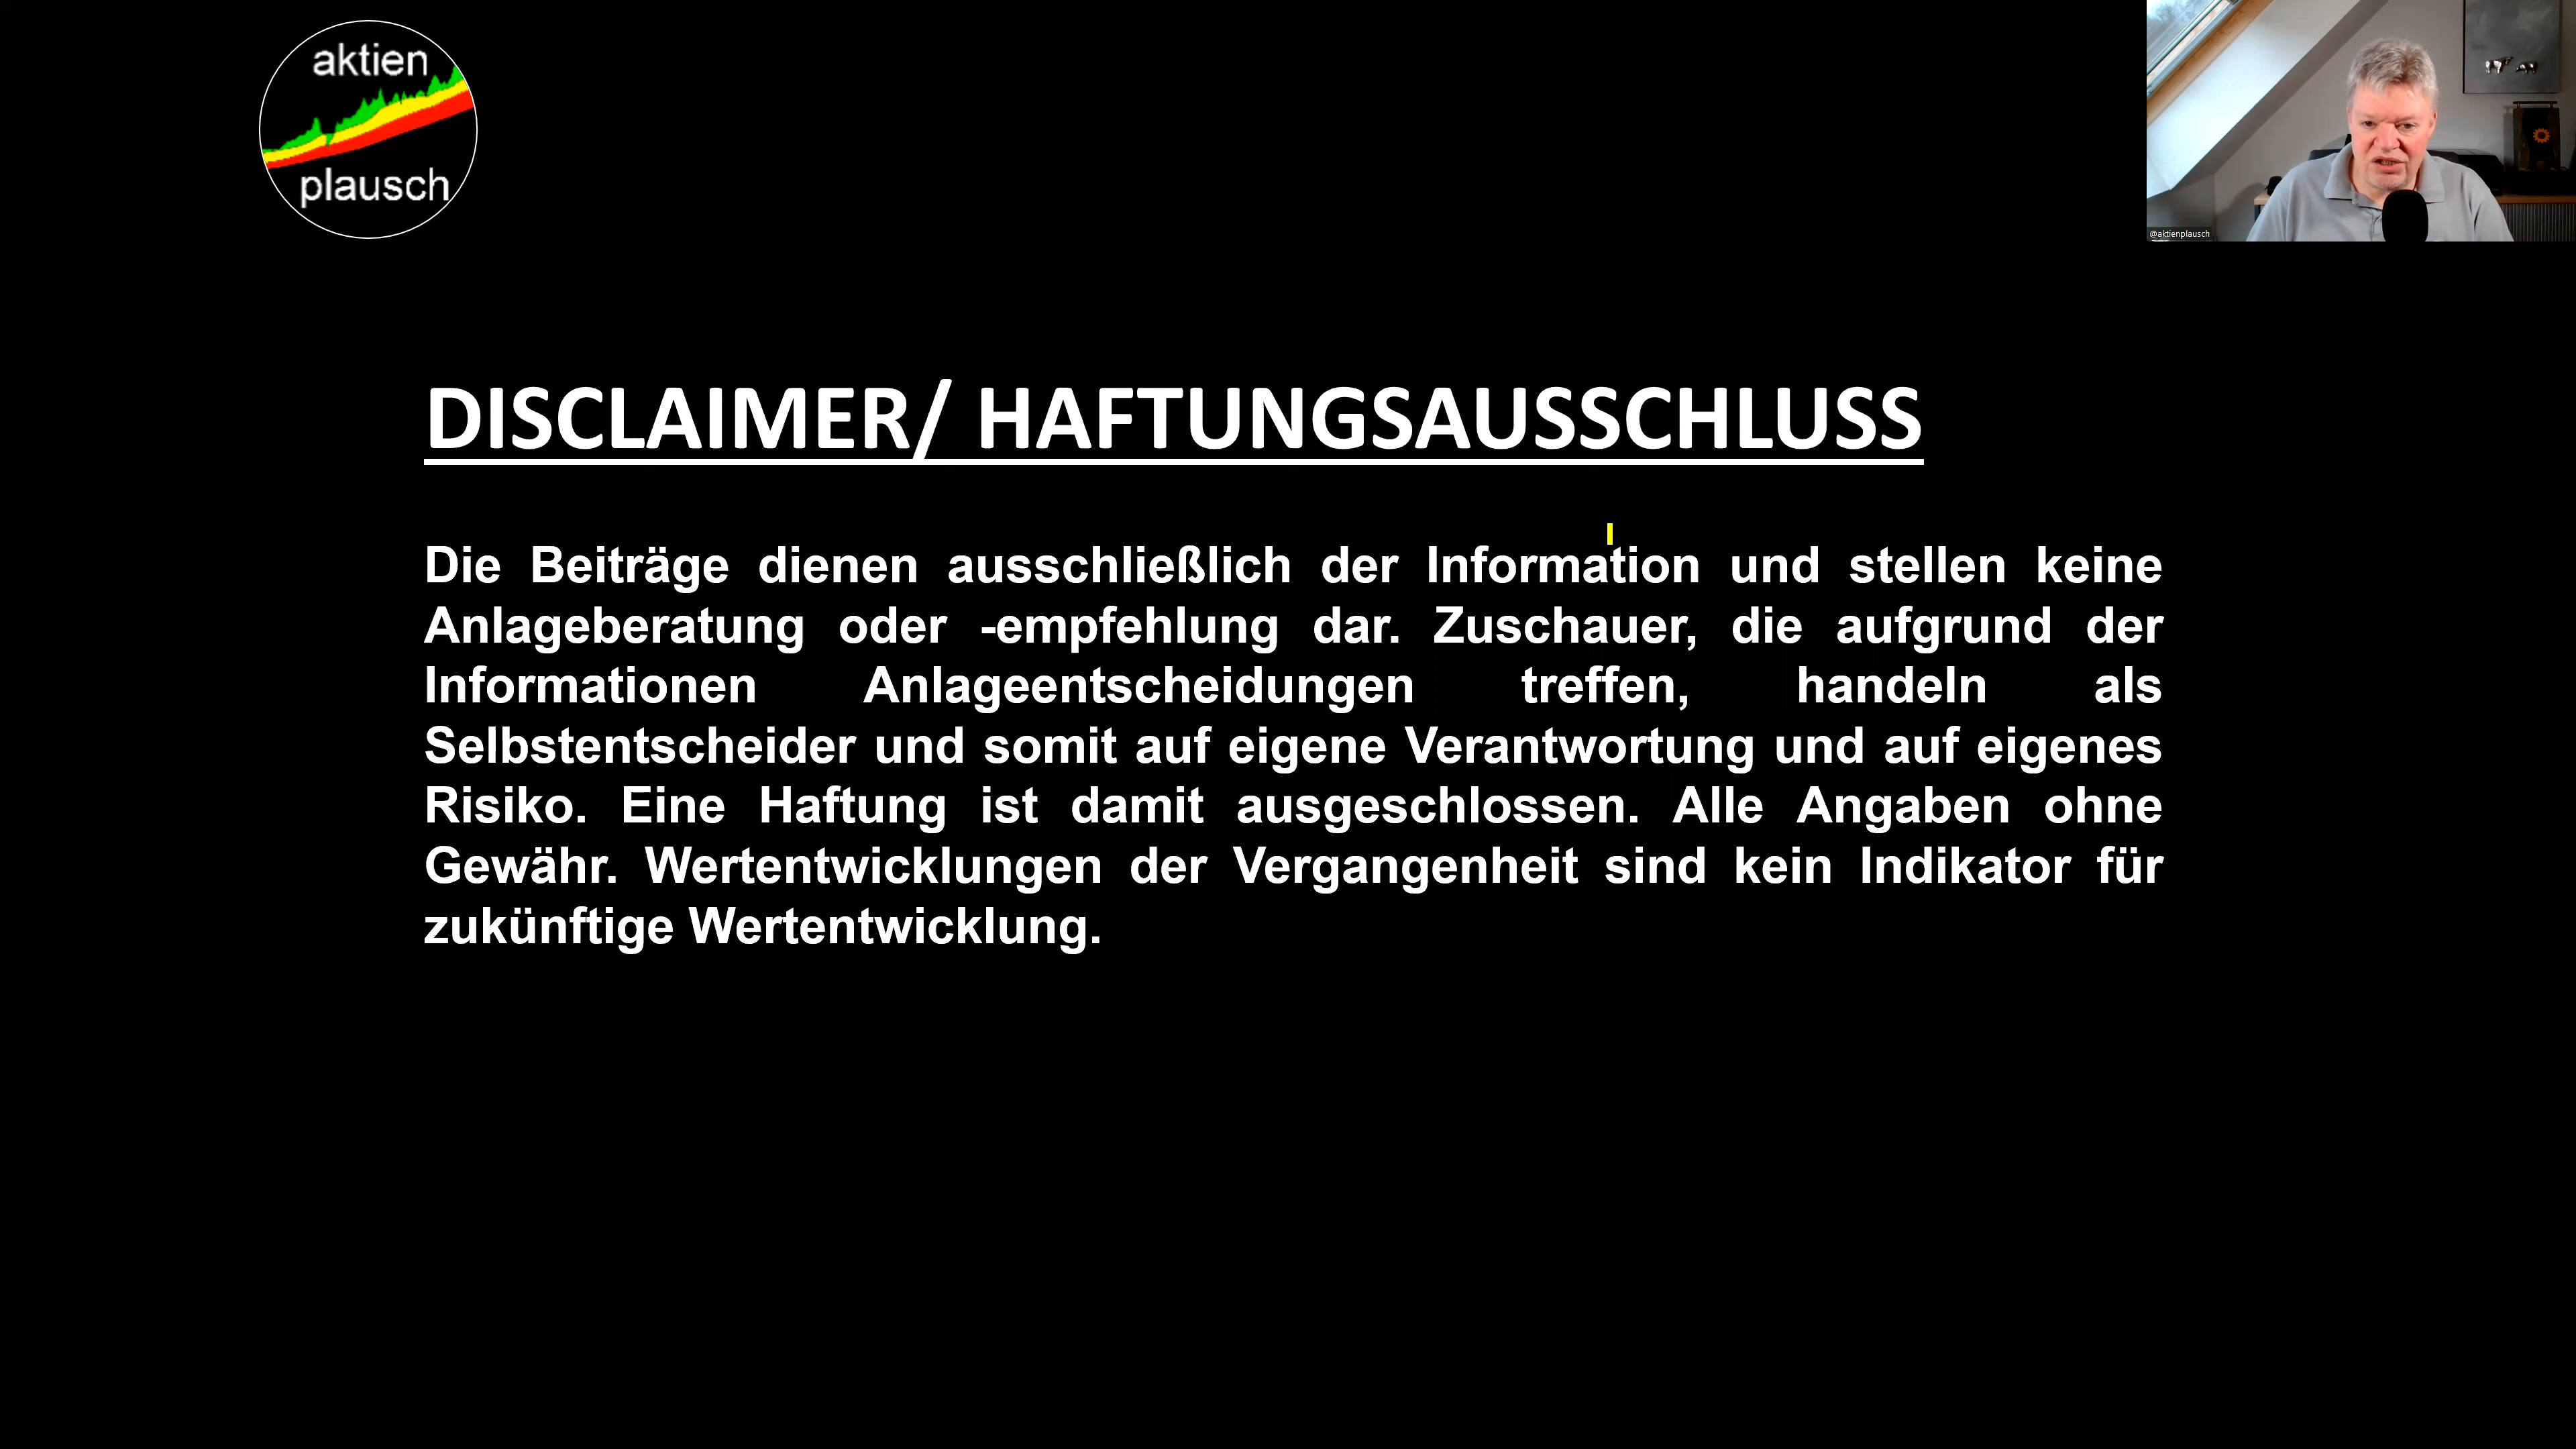 aktien
plausch
@aktienplausch
DISCLAIMER/ HAFTUNGSAUSSCHLUSS
Die Beiträge dienen ausschließlich der Information und stellen keine
Anlageberatung oder -empfehlung dar. Zuschauer, die aufgrund der
Informationen Anlageentscheidungen treffen, handeln als
Selbstentscheider und somit auf eigene Verantwortung und auf eigenes
Risiko. Eine Haftung ist damit ausgeschlossen. Alle Angaben ohne
Gewähr. Wertentwicklungen der Vergangenheit sind kein Indikator für
zukünftige Wertentwicklung.